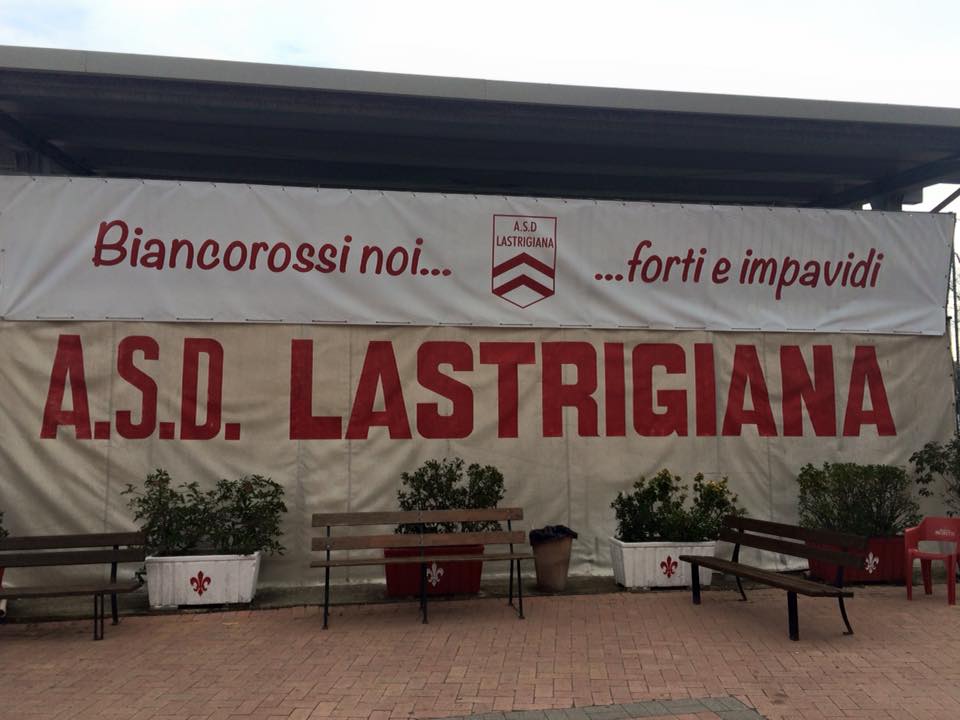 Biancorossi noi...
A.S.D
LASTRIGIANA
...forti e impavidi
A.S.D. LASTRIGIANA